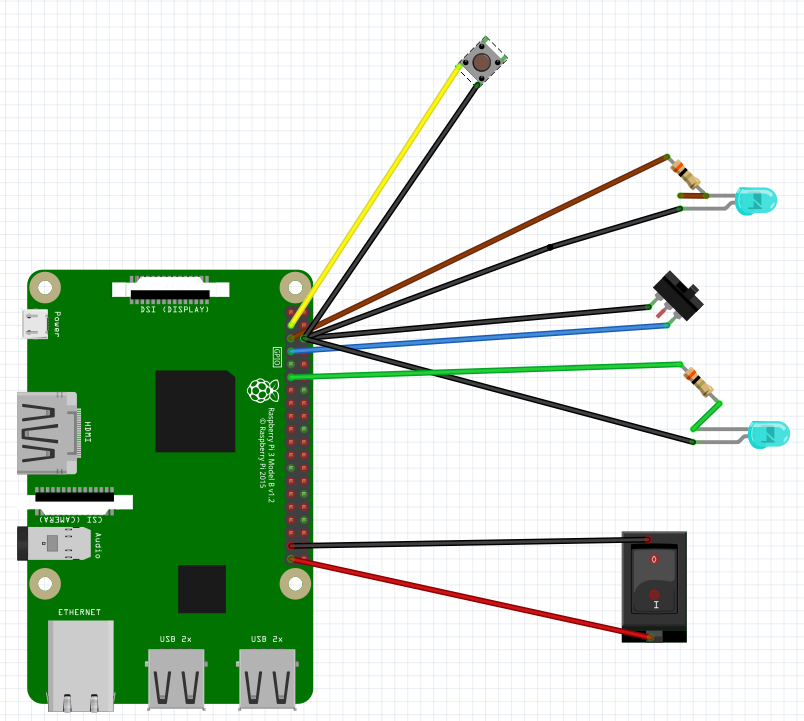 DSI (DISPLAY)
Power
GPIO
HDMI
Raspberry Pi 3 Model B v1.2
© Raspberry Pi 2015
CSI (CAMERA)
Audio
ETHERNET
USB 2x
USB 2x
0
I